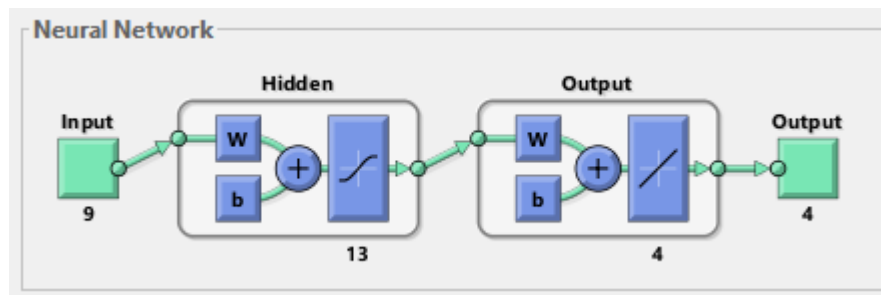 Neural Network
Hidden
Output
Input
Output
W
W
+
+
b
b
9
4
13
4